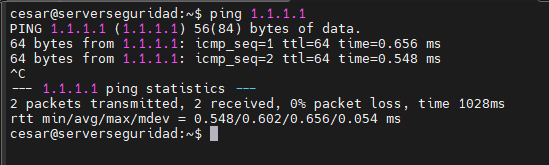 cesar@serverseguridad:~$ ping 1.1.1.1
PING 1.1.1.1 (1.1.1.1) 56(84) bytes of data.
64 bytes from 1.1.1.1: icmp_seq=1 ttl=64 time=0.656 ms
64 bytes from 1.1.1.1: icmp_seq=2 ttl=64 time=0.548 ms
^C
--- 1.1.1.1 ping statistics ---
2 packets transmitted, 2 received, 0% packet loss, time 1028ms
rtt min/avg/max/mdev = 0.548/0.602/0.656/0.054 ms
cesar@serverseguridad:~$